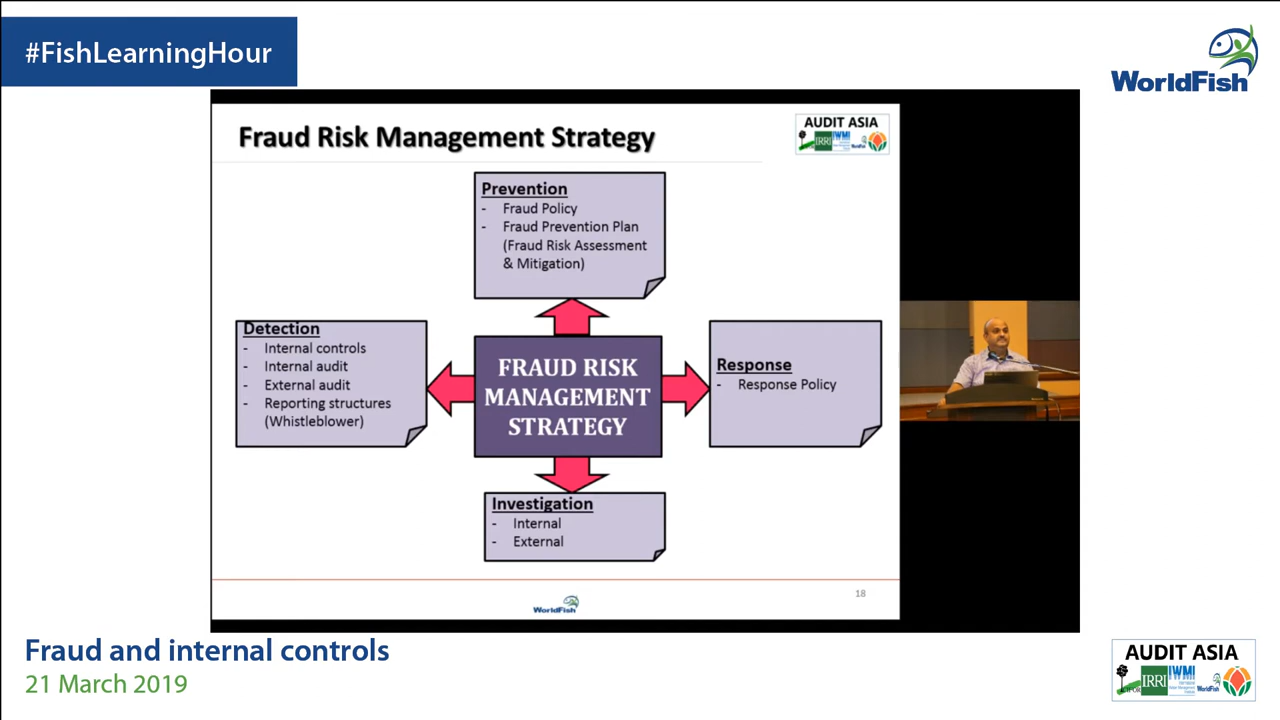 #FishLearningHour
WorldFish
Fraud Risk Management Strategy
AUDIT ASIA
IRRI IWMI
Prevention
- Fraud Policy
- Fraud Prevention Plan
(Fraud Risk Assessment
& Mitigation)
Detection
- Internal controls
- Internal audit
- External audit
- Reporting structures
(Whistleblower)
FRAUD RISK
MANAGEMENT
STRATEGY
Response
- Response Policy
Investigation
- Internal
- External
18
WorldFish
Fraud and internal controls
21 March 2019
AUDIT ASIA
IRRI IWMI
WorldFish